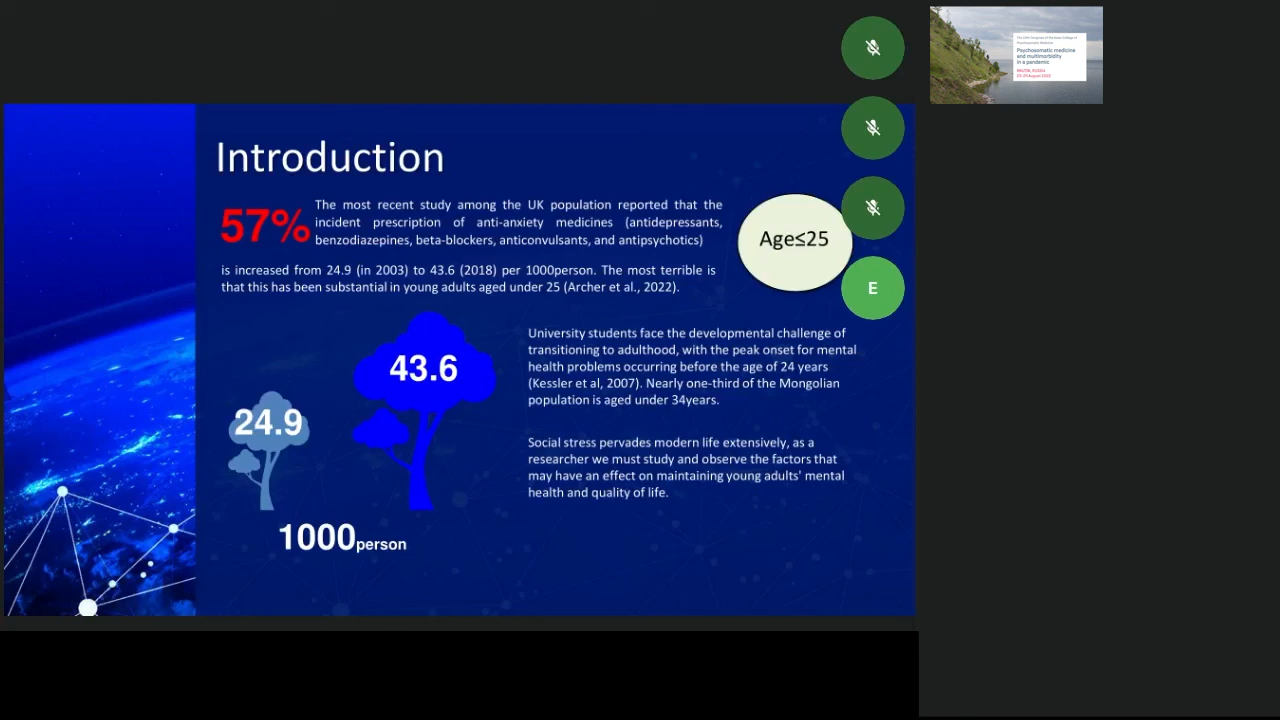 Introduction
57%
The most recent study among the UK population reported that the
incident prescription of anti-anxiety medicines (antidepressants,
benzodiazepines, beta-blockers, anticonvulsants, and antipsychotics)
is increased from 24.9 (in 2003) to 43.6 (2018) per 1000person. The most terrible is
that this has been substantial in young adults aged under 25 (Archer et al., 2022).
Age≤25
E
43.6
24.9
1000person
University students face the developmental challenge of
transitioning to adulthood, with the peak onset for mental
health problems occurring before the age of 24 years
(Kessler et al, 2007). Nearly one-third of the Mongolian
population is aged under 34years.
Social stress pervades modern life extensively, as a
researcher we must study and observe the factors that
may have an effect on maintaining young adults' mental
health and quality of life.
Psychosomatic medicine
and multimorbidity
in a pandemic